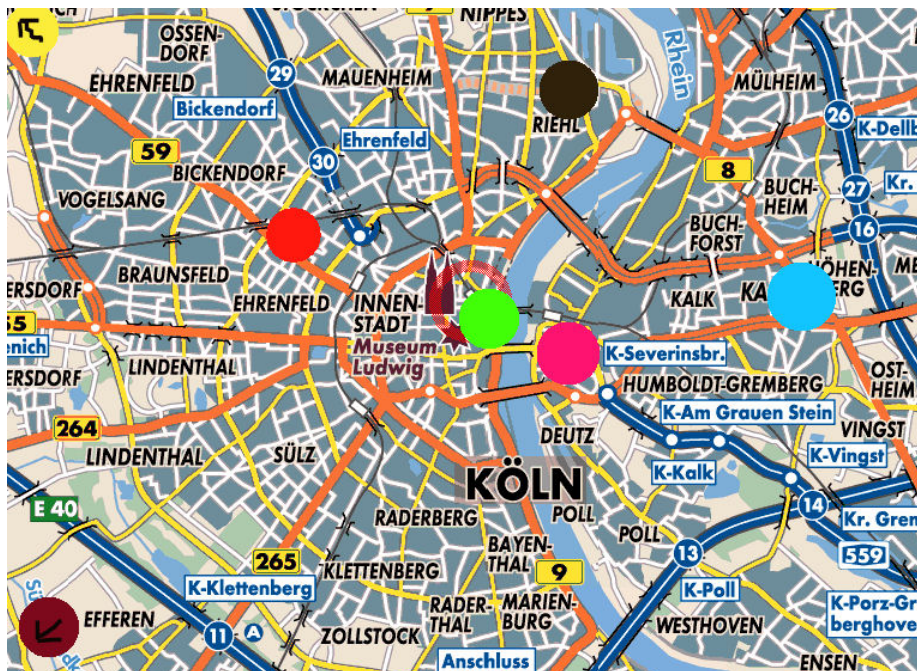 NIPPES
OSSEN-
DORF
EHRENFELD
29
MAUENHEIM
Rhein
MÜLHEIM
Bickendorf
RIEHL
26
K-Dellb
59
30
Ehrenfeld
BICKENDORF
8
BUCH-
HEIM
27
Kr.
VOGELSANG
BUCH-
FORST
16
BRAUNSFELD
HÖHEN-
BERG
ERSDORF
EHRENFELD
INNEN-
STADT
KALK
KA
55
enich
Museum
Ludwig
K-Severinsbr.
LINDENTHAL
OST-
HEIM
ERSDORF
HUMBOLDT-GREMBERG
K-Am Grauen Stein
VINGST
264
DEUTZ
LINDENTHAL
SÜLZ
K-Kalk
K-Vingst
KÖLN
E 40
RADERBERG
POLL
POLL
14
Kr. Grem
BAYEN-
THAL
13
559
265
KLETTENBERG
9
K-Klettenberg
K-Poll
K-Porz-Gr
berghove
EFFEREN
RADER-
THAL
MARIEN-
BURG
11
A
ZOLLSTOCK
WESTHOVEN
Anschluss
ENSEN